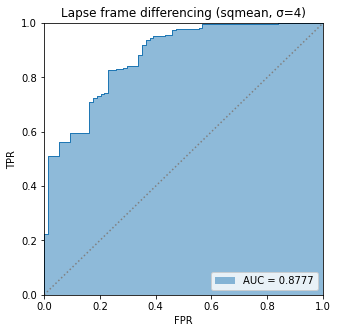 Lapse frame differencing (sqmean, σ=4)
1.0
0.8
0.6
0.4
0.2
0.0
TPR
AUC = 0.8777
0.0 0.2 0.4 0.6 0.8 1.0
FPR